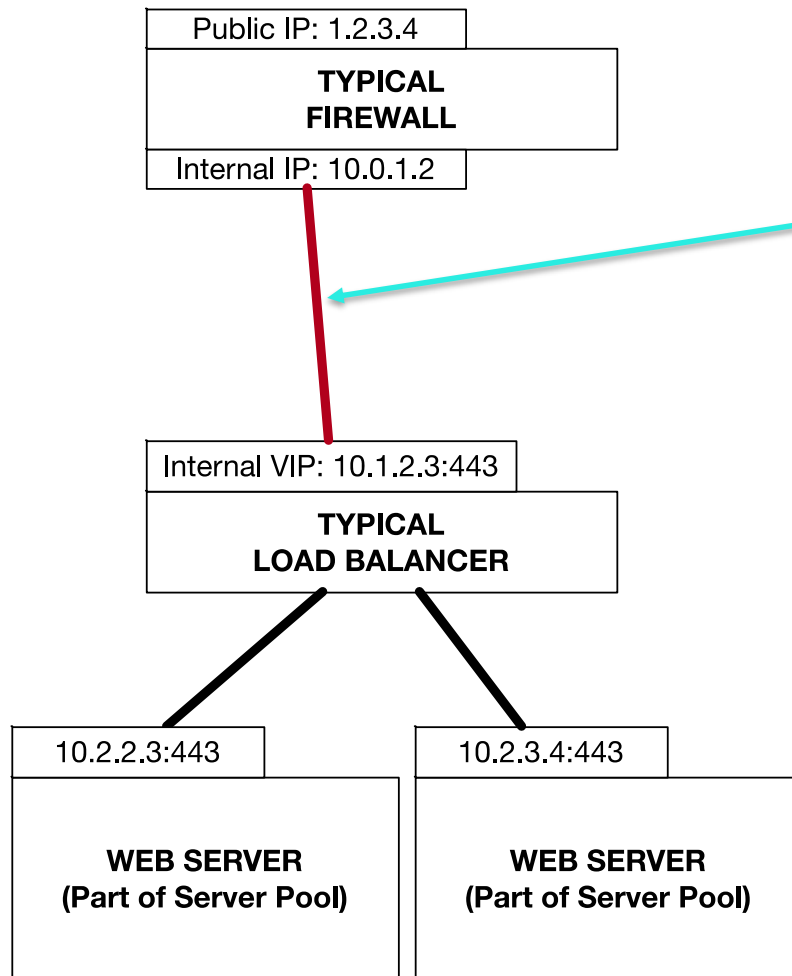 Public IP: 1.2.3.4
TYPICAL
FIREWALL
Internal IP: 10.0.1.2
Internal VIP: 10.1.2.3:443
TYPICAL
LOAD BALANCER
10.2.2.3:443
10.2.3.4:443
WEB SERVER
(Part of Server Pool)
WEB SERVER
(Part of Server Pool)